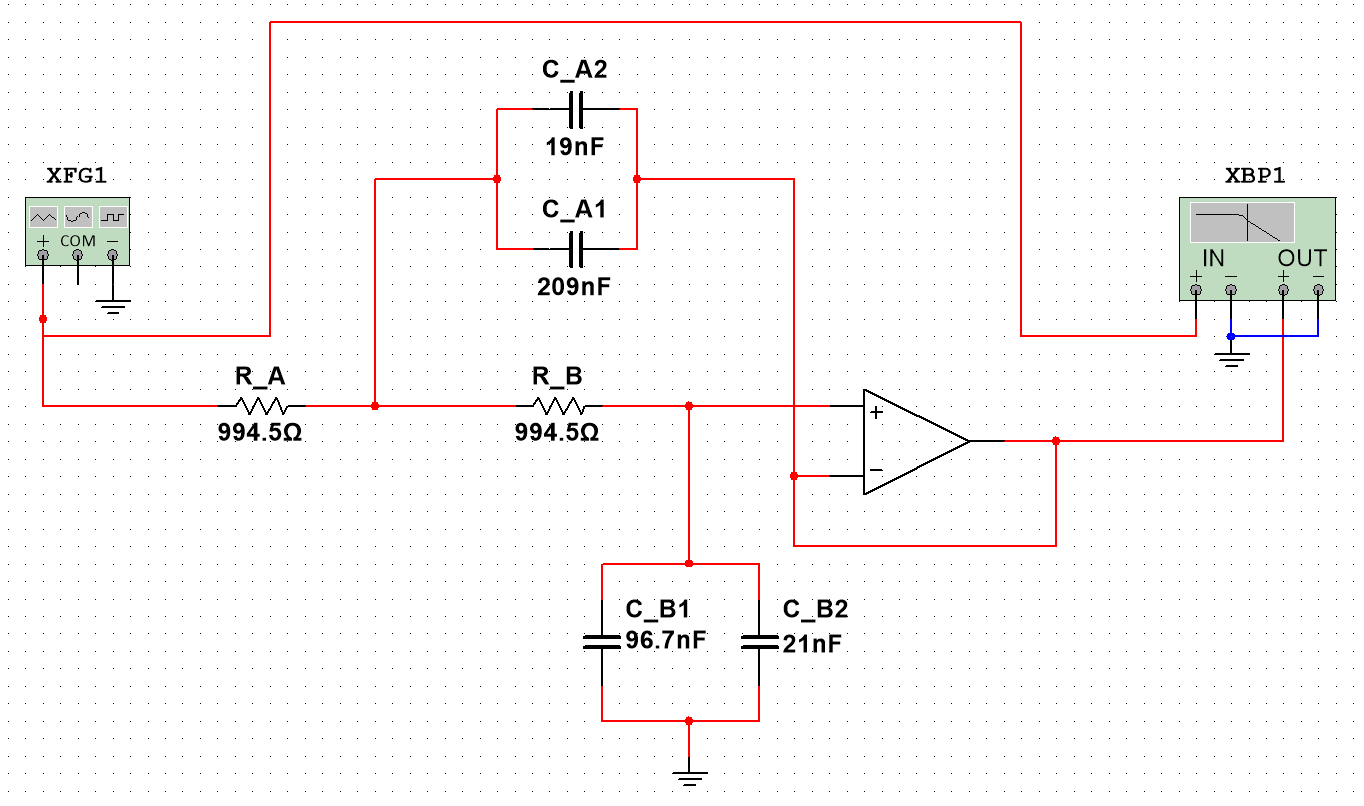 C_A2
19nF
XFG1
+ COM −
XBP1
C_A1
209nF
IN OUT
+ − + −
R_A
994.5Ω
R_B
994.5Ω
+
−
C_B1
96.7nF
C_B2
21nF